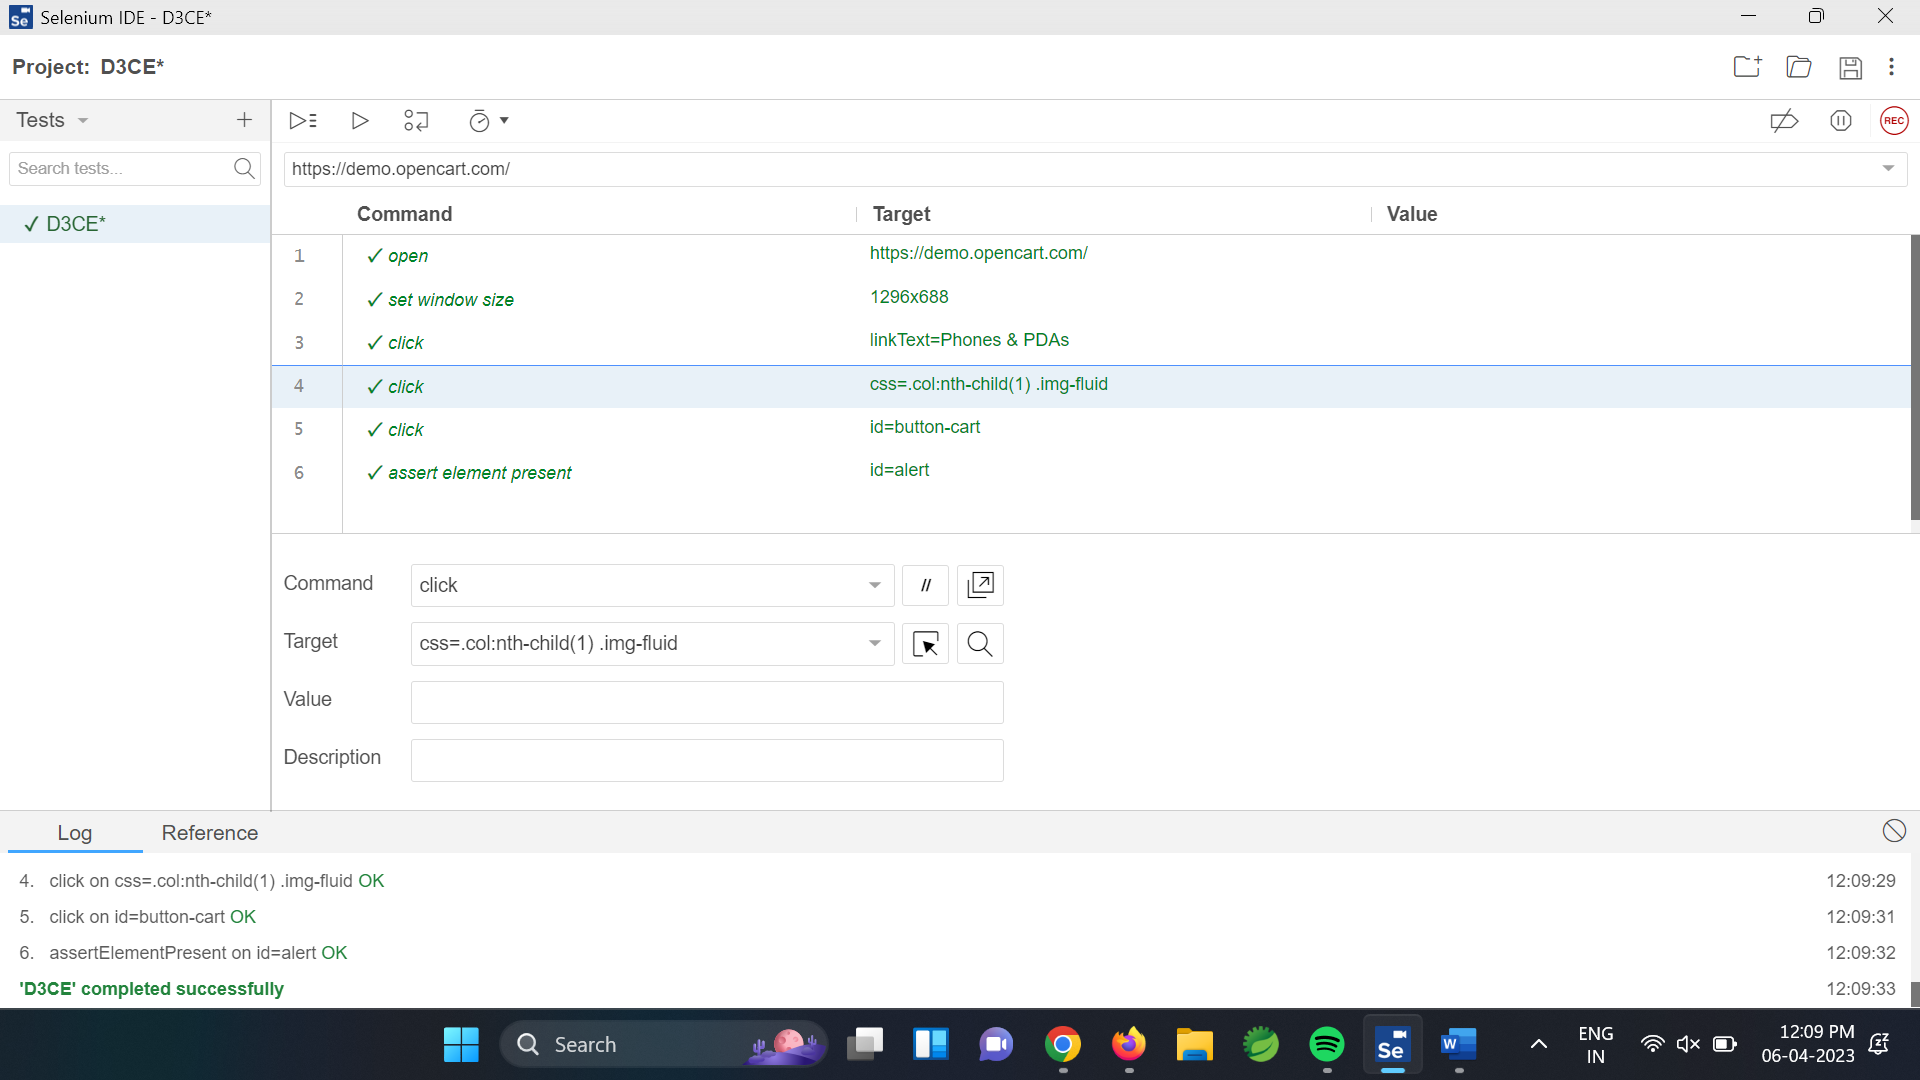 Se Selenium IDE - D3CE*
Project: D3CE*
Tests
REC
Search tests...
https://demo.opencart.com/
✓ D3CE*
Command Target Value
1 ✓ open https://demo.opencart.com/
2 ✓ set window size 1296x688
3 ✓ click linkText=Phones & PDAs
4 ✓ click css=.col:nth-child(1) .img-fluid
5 ✓ click id=button-cart
6 ✓ assert element present id=alert
Command click //
Target css=.col:nth-child(1) .img-fluid
Value
Description
Log Reference
4. click on css=.col:nth-child(1) .img-fluid OK 12:09:29
5. click on id=button-cart OK 12:09:31
6. assertElementPresent on id=alert OK 12:09:32
'D3CE' completed successfully 12:09:33
Search
Se
W
ENG
IN
12:09 PM
06-04-2023